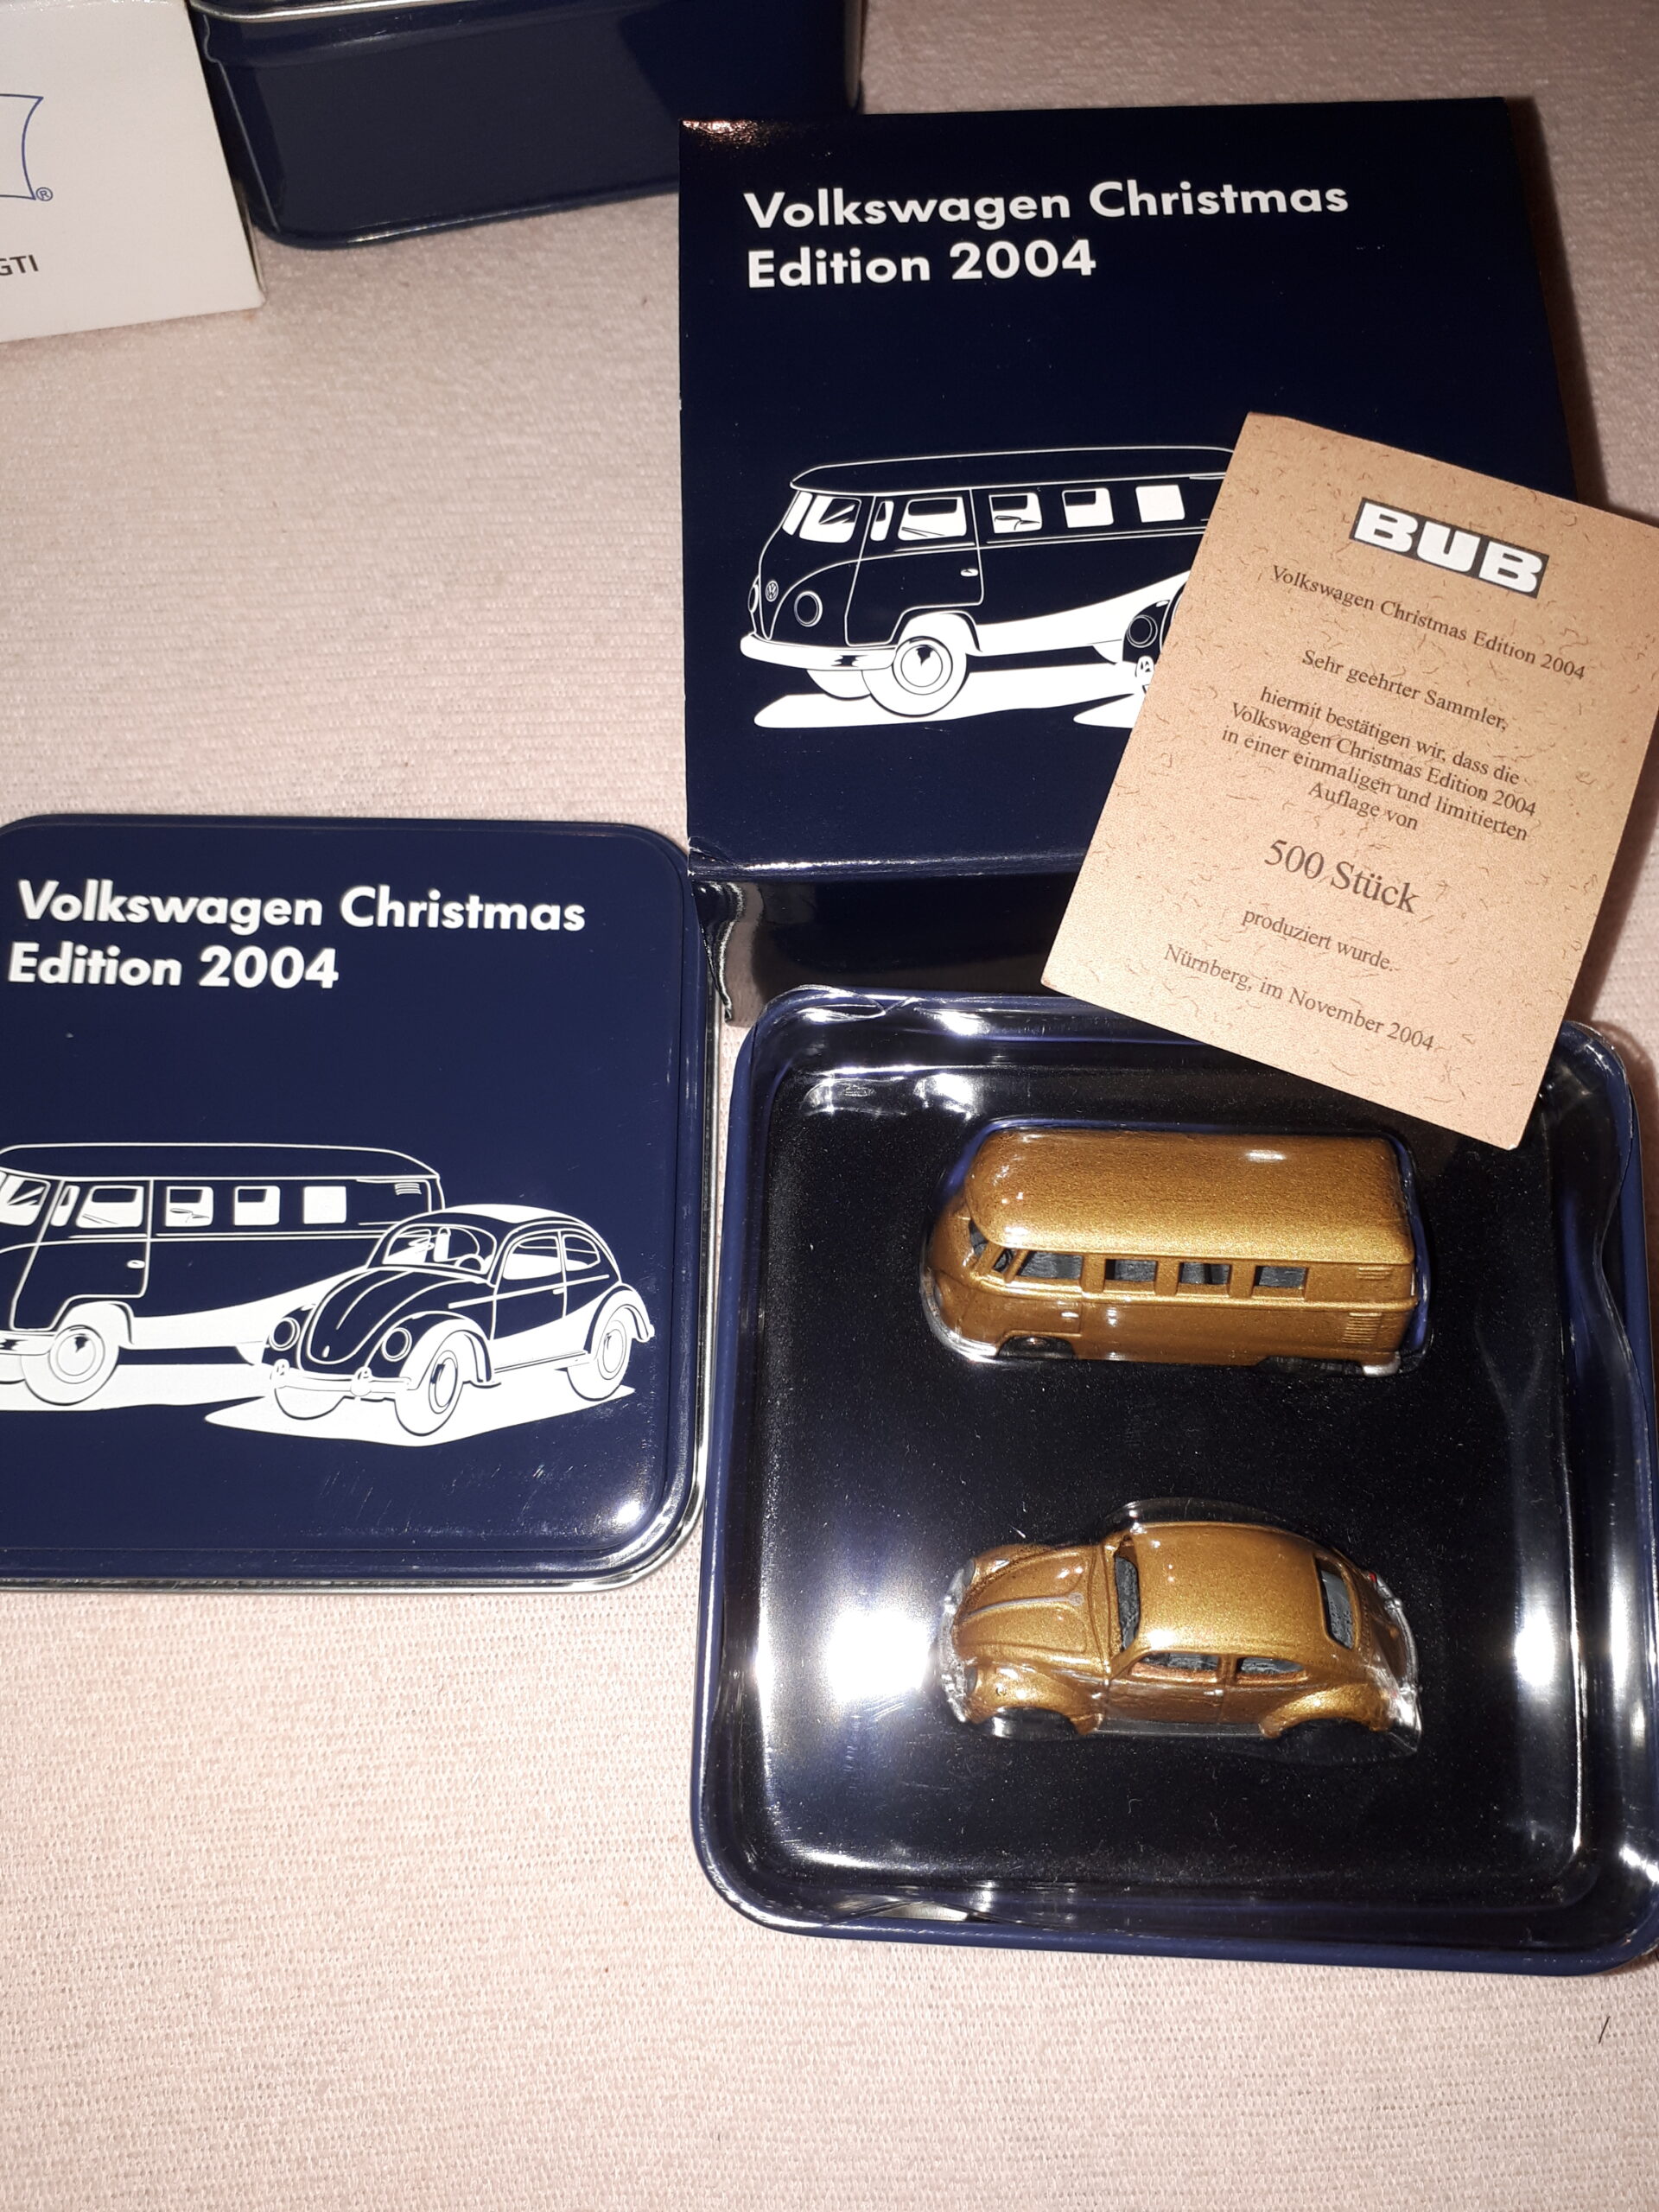 ®
GTI
Volkswagen Christmas
Edition 2004
BUB
Volkswagen Christmas Edition 2004
Sehr geehrter Sammler,
hiermit bestätigen wir, dass die
Volkswagen Christmas Edition 2004
in einer einmaligen und limitierten
Auflage von
500 Stück
produziert wurde.
Nürnberg, im November 2004
Volkswagen Christmas
Edition 2004